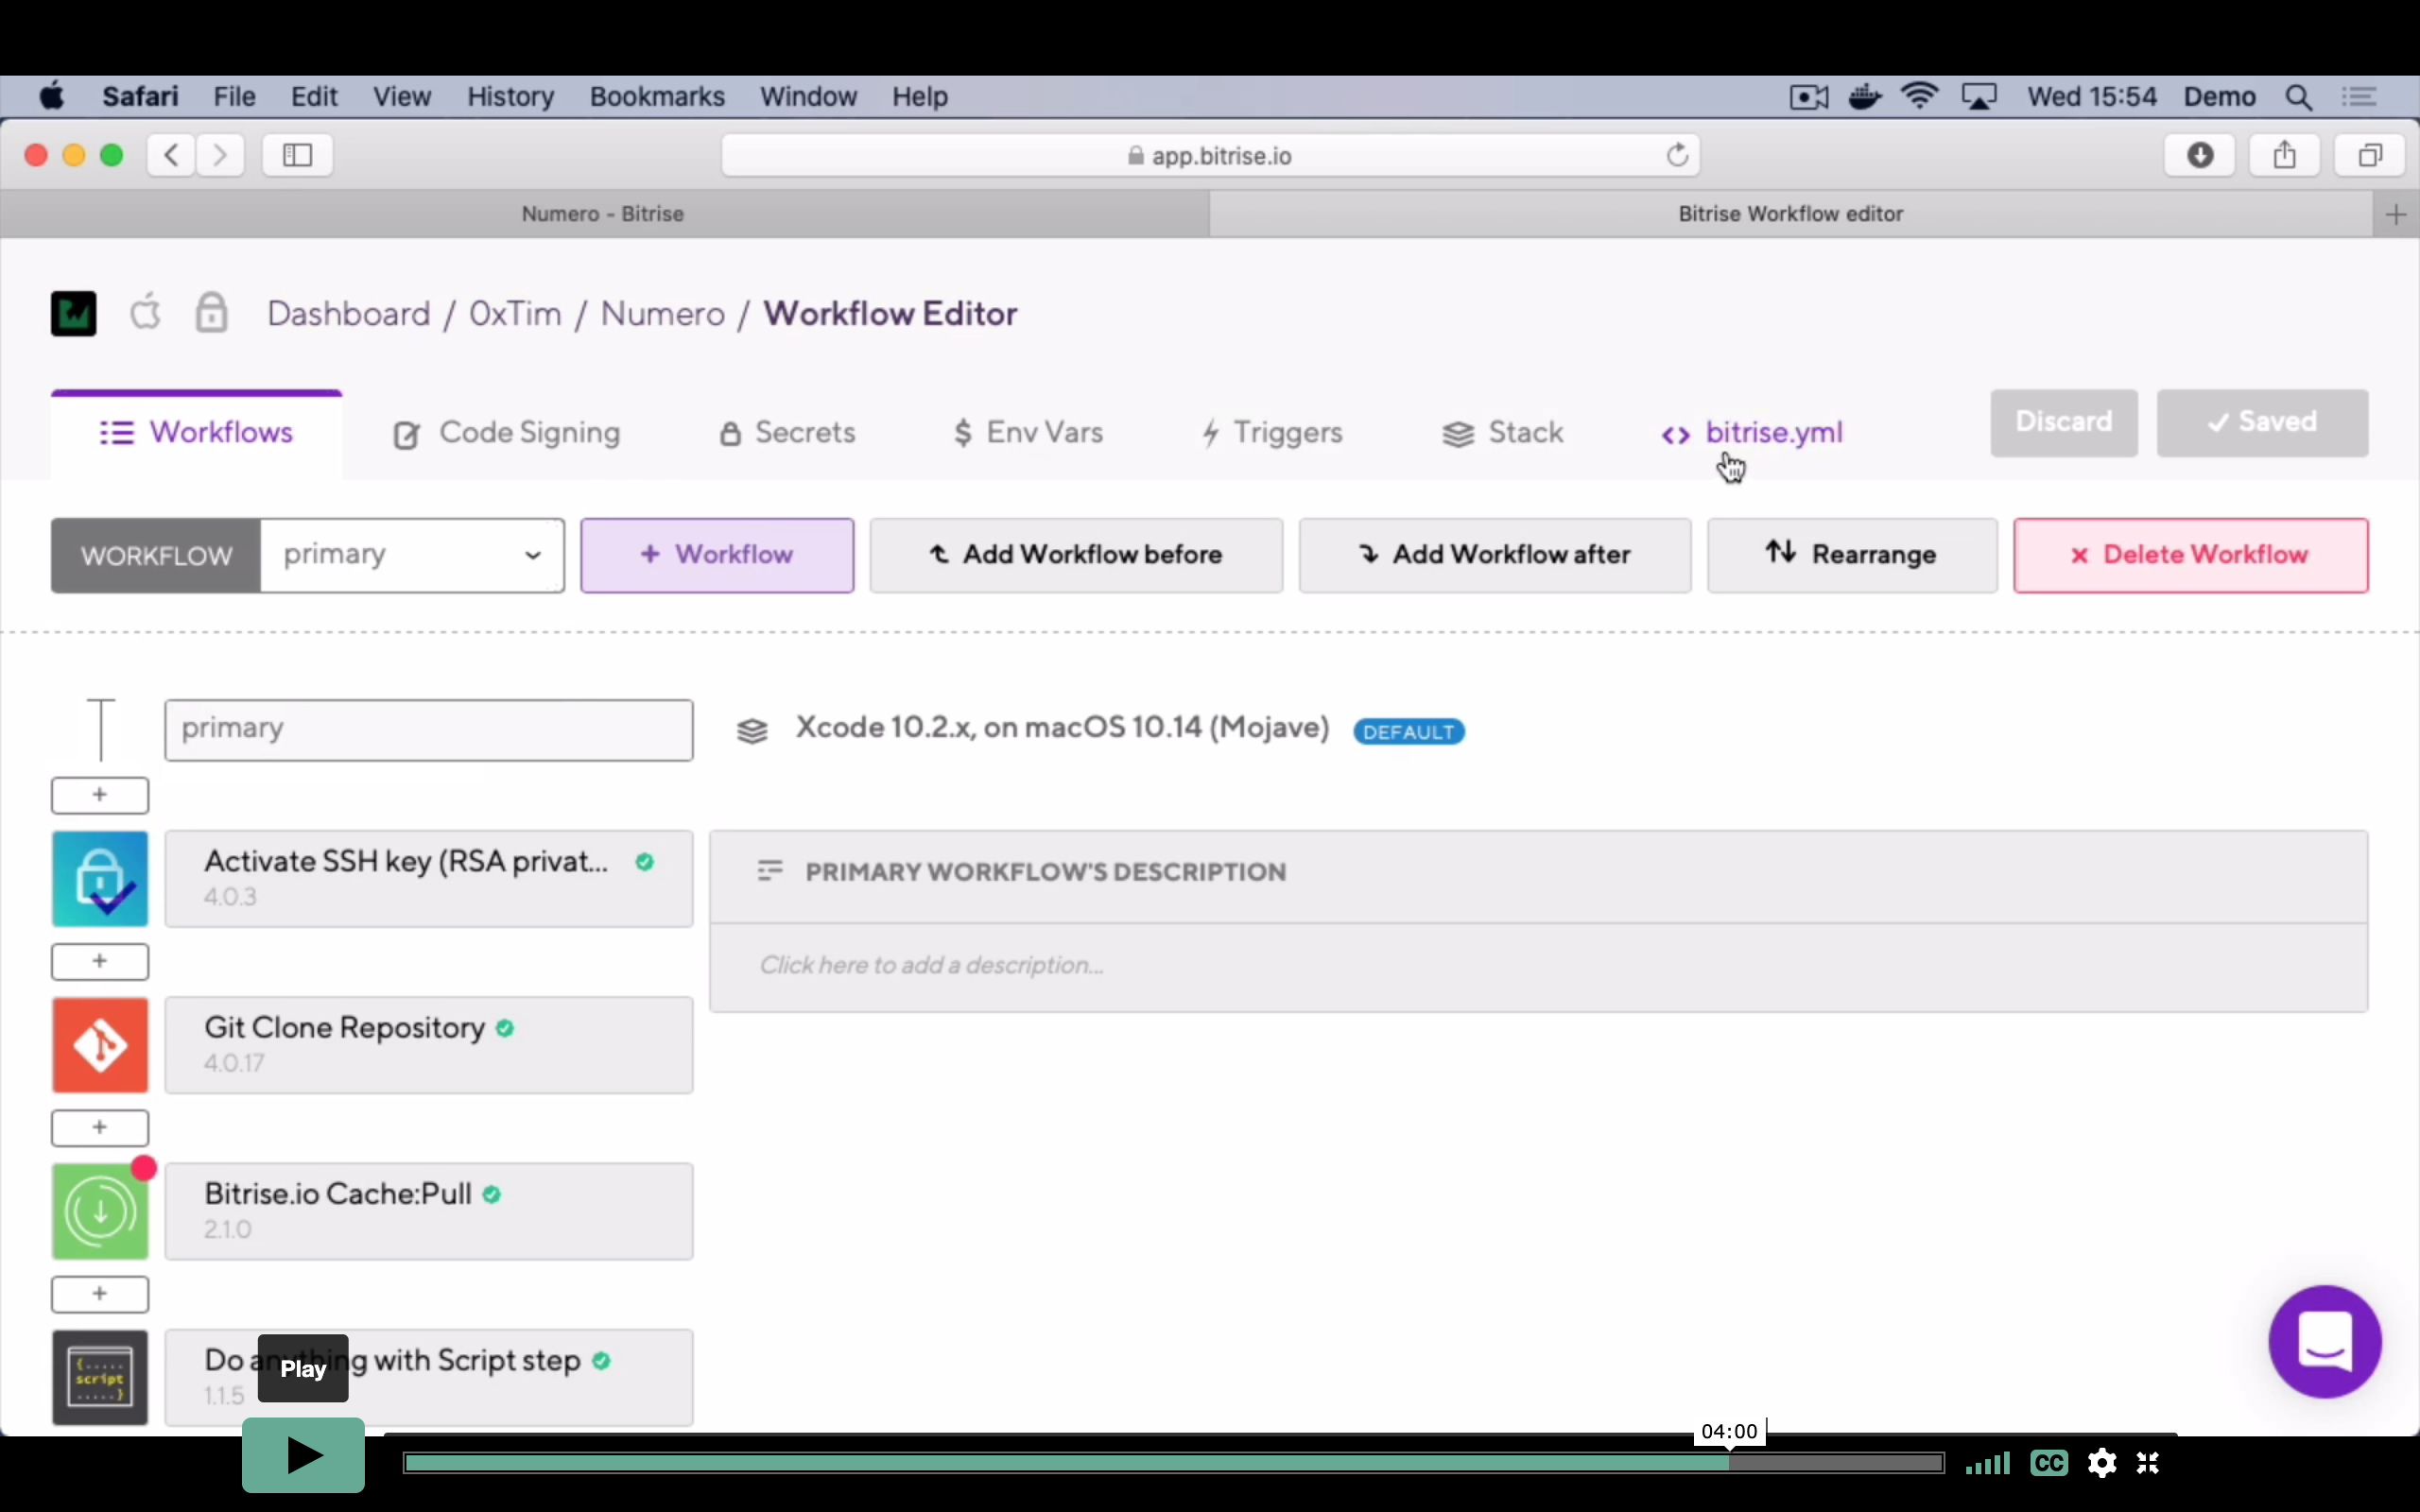 Safari File Edit View History Bookmarks Window Help Wed 15:54 Demo
app.bitrise.io
Numero - Bitrise Bitrise Workflow editor +
Dashboard / 0xTim / Numero / Workflow Editor
Workflows Code Signing Secrets $ Env Vars Triggers Stack <> bitrise.yml Discard ✓ Saved
WORKFLOW primary + Workflow Add Workflow before Add Workflow after Rearrange × Delete Workflow
primary Xcode 10.2.x, on macOS 10.14 (Mojave) DEFAULT
+
Activate SSH key (RSA privat...
4.0.3
PRIMARY WORKFLOW'S DESCRIPTION
Click here to add a description...
+
Git Clone Repository
4.0.17
+
Bitrise.io Cache:Pull
2.1.0
+
{.....
script
.....}
Do anything with Script step
1.1.5
Play
04:00
CC